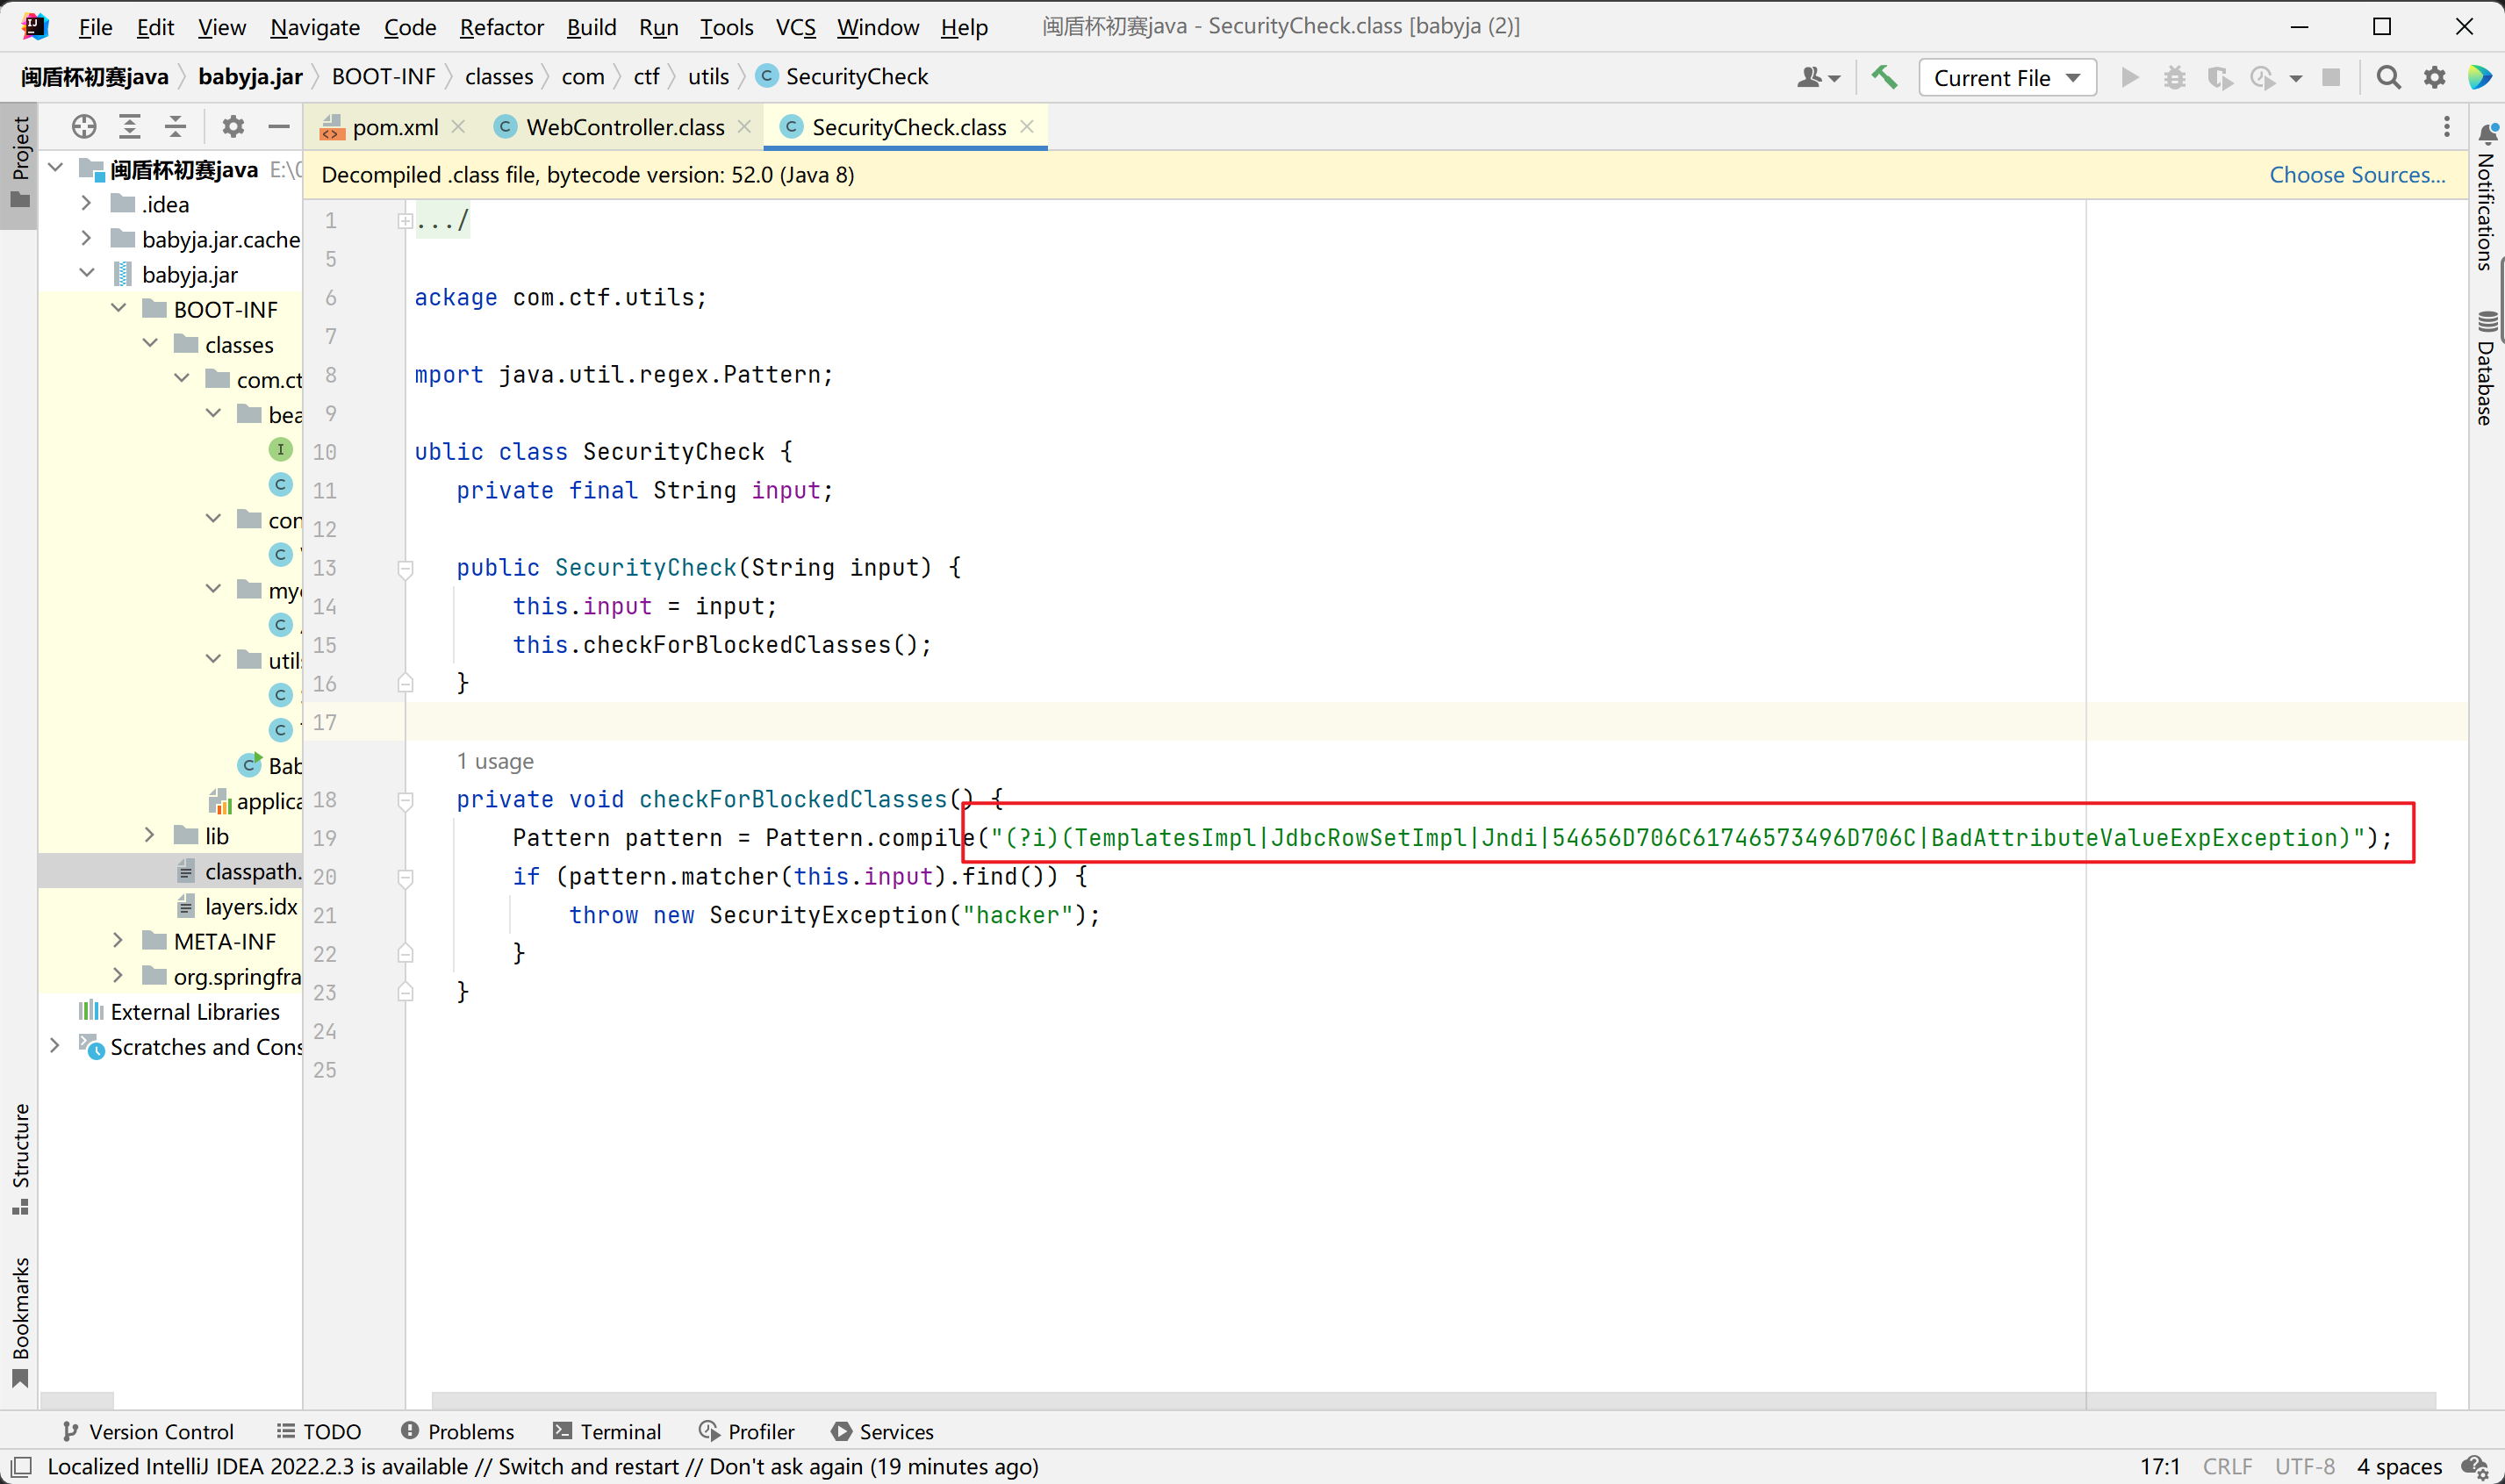 File Edit View Navigate Code Refactor Build Run Tools VCS Window Help 闽盾杯初赛java - SecurityCheck.class [babyja (2)]
闽盾杯初赛java babyja.jar BOOT-INF classes com ctf utils SecurityCheck Current File
Project
pom.xml WebController.class SecurityCheck.class
Decompiled .class file, bytecode version: 52.0 (Java 8) Choose Sources...
闽盾杯初赛java E:\
.idea
babyja.jar.cache
babyja.jar
BOOT-INF
classes
com.ct
bea
con
my
util
Bab
applica
lib
classpath.
layers.idx
META-INF
org.springfra
External Libraries
Scratches and Cons
1 .../
5
6 ackage com.ctf.utils;
7
8 mport java.util.regex.Pattern;
9
10 ublic class SecurityCheck {
11 private final String input;
12
13 public SecurityCheck(String input) {
14 this.input = input;
15 this.checkForBlockedClasses();
16 }
17
1 usage
18 private void checkForBlockedClasses() {
19 Pattern pattern = Pattern.compile("(?i)(TemplatesImpl|JdbcRowSetImpl|Jndi|54656D706C61746573496D706C|BadAttributeValueExpException)");
20 if (pattern.matcher(this.input).find()) {
21 throw new SecurityException("hacker");
22 }
23 }
24
25
Notifications
Database
Structure
Bookmarks
Version Control TODO Problems Terminal Profiler Services
Localized IntelliJ IDEA 2022.2.3 is available // Switch and restart // Don't ask again (19 minutes ago) 17:1 CRLF UTF-8 4 spaces